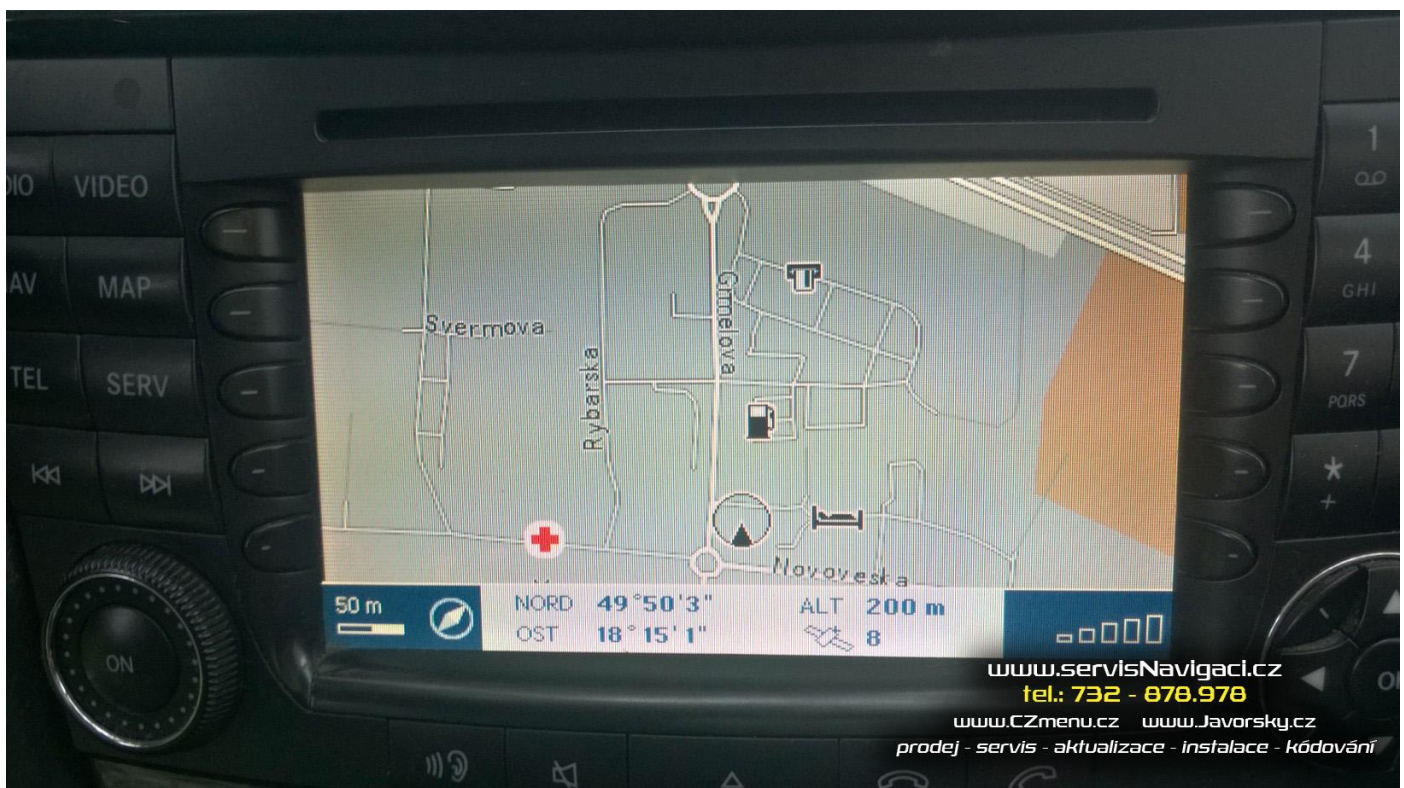 VIDEO
1
MAP
4
GHI
TEL
SERV
7
PQRS
*
+
ON
Svermova
Gmelova
Rybarska
Novoveska
50 m
NORD 49°50'3" ALT 200 m
OST 18°15'1" 8
www.servisNavigaci.cz
tel.: 732 - 878.978
www.CZmenu.cz www.Javorsky.cz
prodej - servis - aktualizace - instalace - kódování